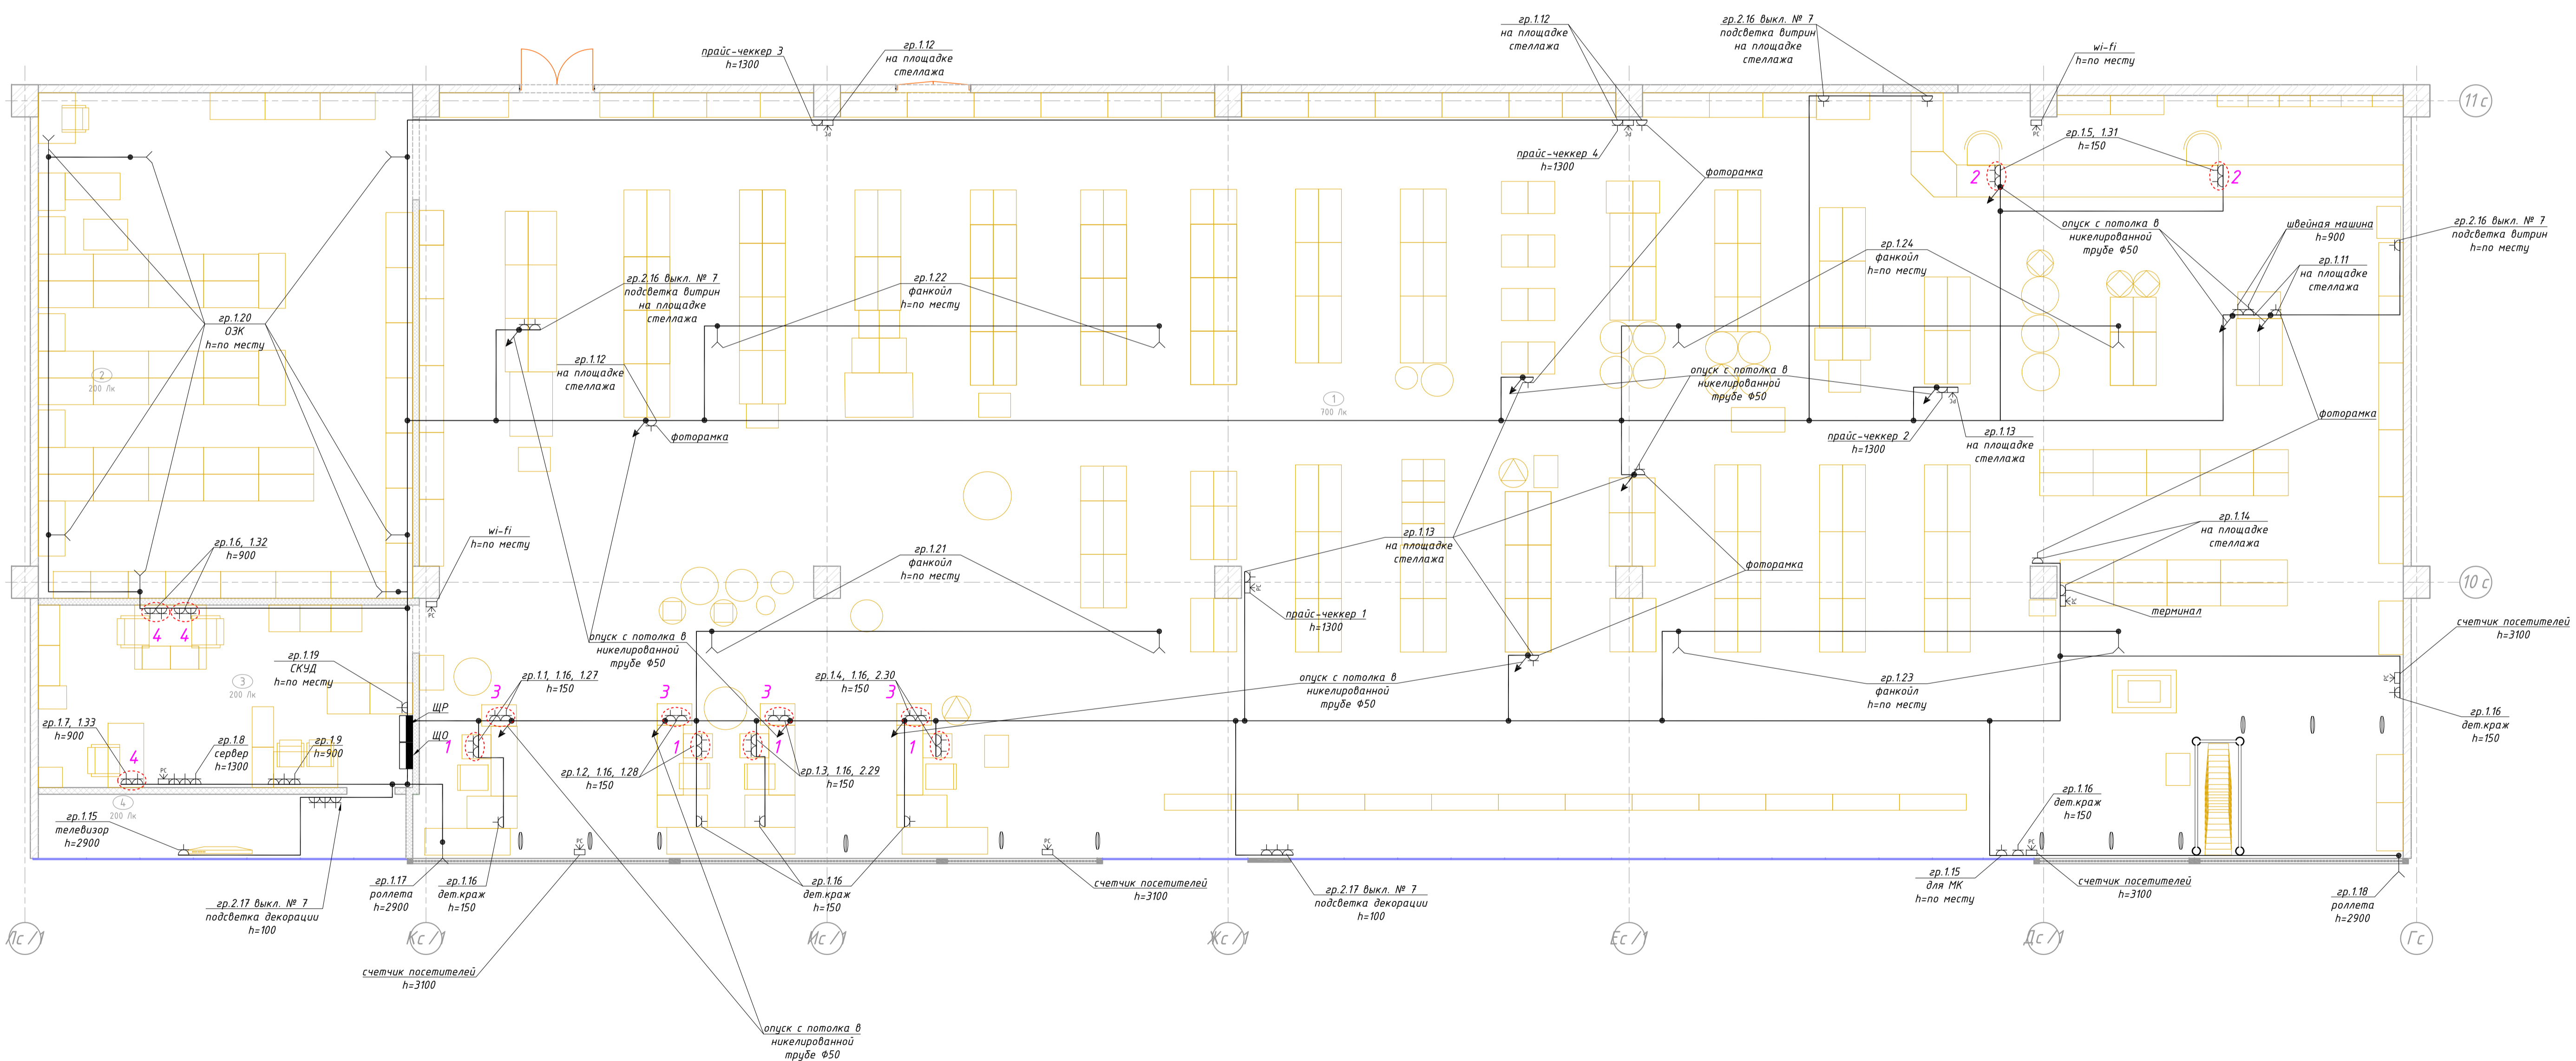 гр.1.12
на площадке
стеллажа
гр.2.16 выкл. № 7
подсветка витрин
на площадке
стеллажа
прайс-чеккер 3
h=1300
гр.1.12
на площадке
стеллажа
wi-fi
h=по месту
11 с
РС
РС
РС
прайс-чеккер 4
h=1300
гр.1.5, 1.31
h=150
фоторамка
2
2
опуск с потолка в
никелированной
трубе Ф50
швейная машина
h=900
гр.2.16 выкл. № 7
подсветка витрин
h=по месту
гр.1.24
фанкойл
h=по месту
гр.1.11
на площадке
стеллажа
гр.2.16 выкл. № 7
подсветка витрин
на площадке
стеллажа
гр.1.22
фанкойл
h=по месту
гр.1.20
ОЗК
h=по месту
гр.1.12
на площадке
стеллажа
2
200 Лк
опуск с потолка в
никелированной
трубе Ф50
1
700 Лк
РС
фоторамка
фоторамка
прайс-чеккер 2
h=1300
гр.1.13
на площадке
стеллажа
wi-fi
h=по месту
гр.1.13
на площадке
стеллажа
гр.1.14
на площадке
стеллажа
гр.1.6, 1.32
h=900
гр.1.21
фанкойл
h=по месту
фоторамка
10 с
РС
РС
РС
прайс-чеккер 1
h=1300
терминал
4
4
опуск с потолка в
никелированной
трубе Ф50
счетчик посетителей
h=3100
гр.1.19
СКУД
h=по месту
3
200 Лк
гр.1.1, 1.16, 1.27
h=150
гр.1.4, 1.16, 2.30
h=150
опуск с потолка в
никелированной
трубе Ф50
гр.1.23
фанкойл
h=по месту
РС
3
3
3
3
ЩР
ЩО
гр.1.16
дет.краж
h=150
гр.1.7, 1.33
h=900
гр.1.8
сервер
h=1300
гр.1.9
h=900
1
1
1
1
4
РС
гр.1.2, 1.16, 1.28
h=150
гр.1.3, 1.16, 2.29
h=150
гр.1.16
дет.краж
h=150
4
200 Лк
гр.1.15
телевизор
h=2900
РС
РС
РС
гр.1.17
роллета
h=2900
гр.1.16
дет.краж
h=150
гр.1.16
дет.краж
h=150
счетчик посетителей
h=3100
гр.2.17 выкл. № 7
подсветка декорации
h=100
гр.1.15
для МК
h=по месту
счетчик посетителей
h=3100
гр.1.18
роллета
h=2900
гр.2.17 выкл. № 7
подсветка декорации
h=100
Лс /1
Кс /1
Ис /1
Жс /1
Ес /1
Дс /1
Гс
счетчик посетителей
h=3100
опуск с потолка в
никелированной
трубе Ф50